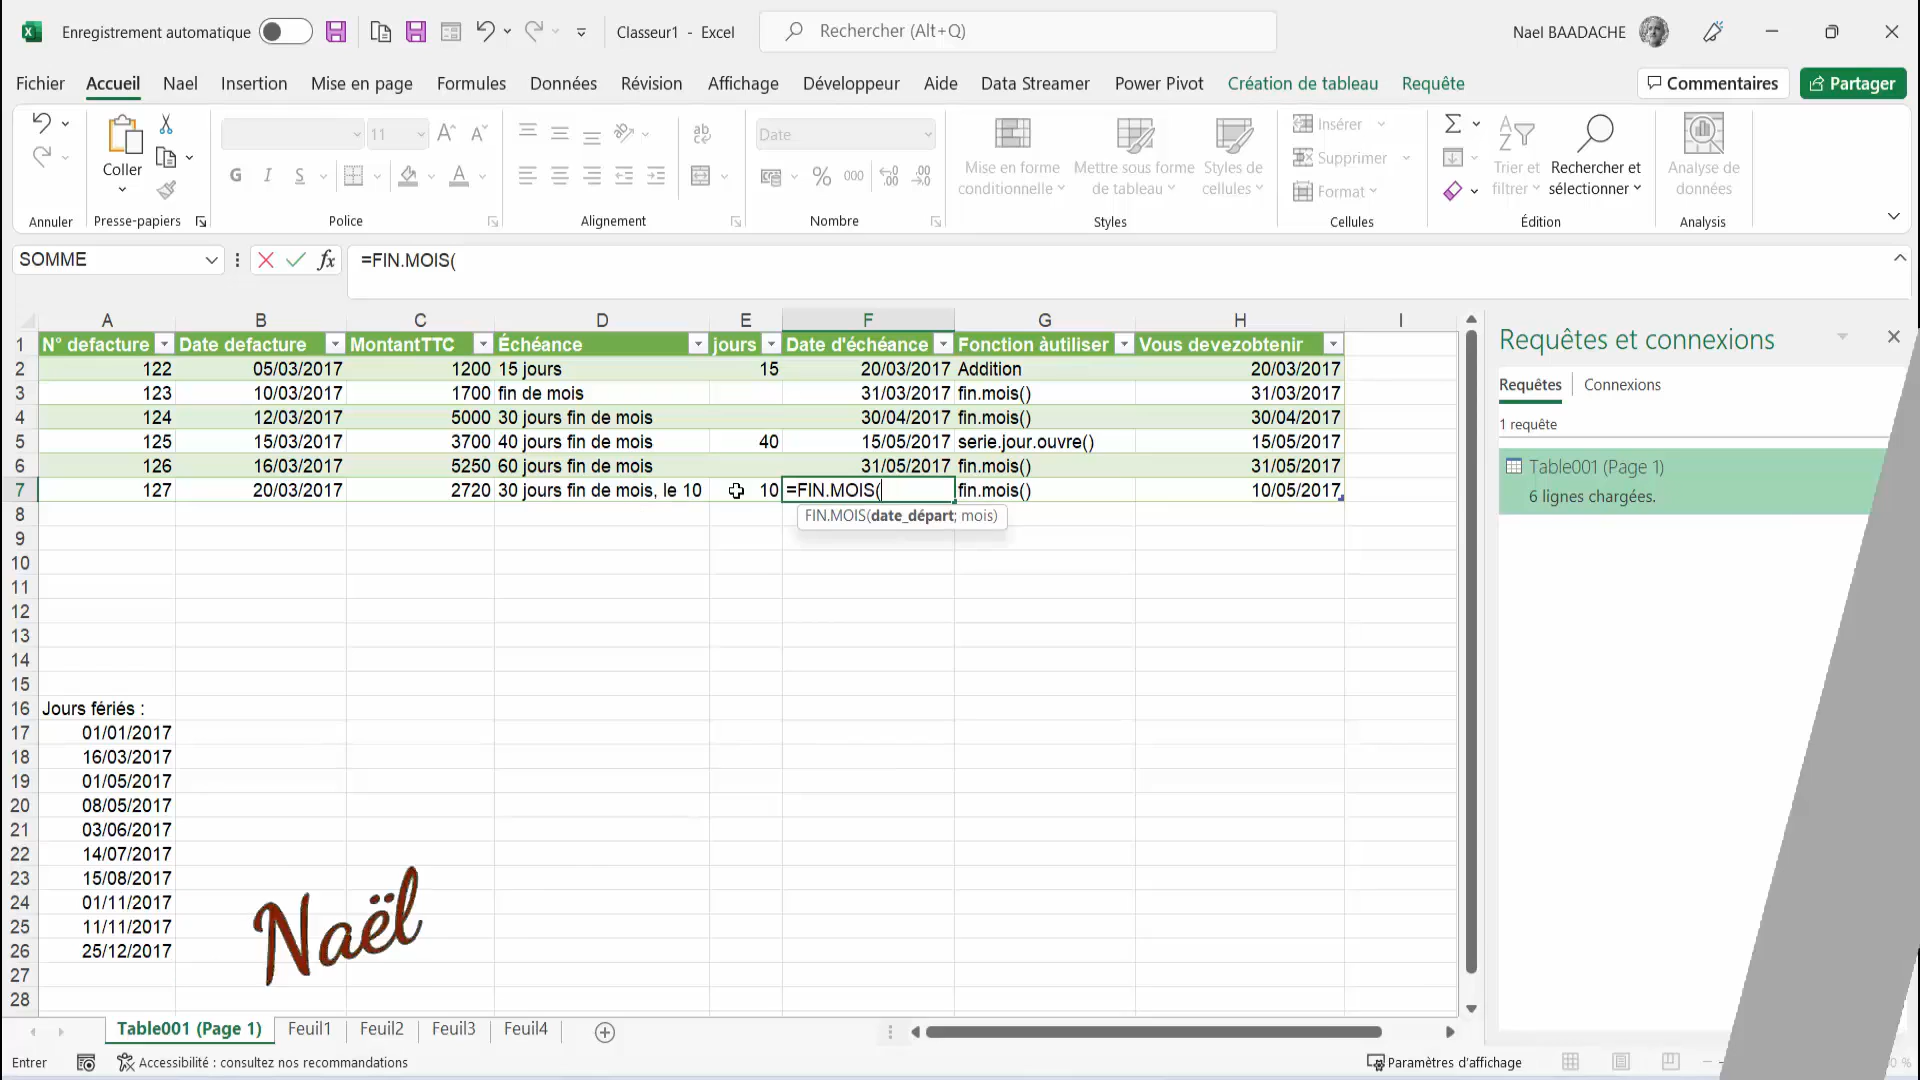 Enregistrement automatique
Classeur1 - Excel
Rechercher (Alt+Q)
Nael BAADACHE
Fichier Accueil Nael Insertion Mise en page Formules Données Révision Affichage Développeur Aide Data Streamer Power Pivot Création de tableau Requête
Commentaires Partager
Coller
11
G I S
A
ab
Date
% 000
Mise en forme conditionnelle
Mettre sous forme de tableau
Styles de cellules
Insérer
Supprimer
Format
Trier et filtrer
Rechercher et sélectionner
Analyse de données
Annuler Presse-papiers Police Alignement Nombre Styles Cellules Édition Analysis
SOMME fx =FIN.MOIS(
A B C D E F G H I
1 N° defacture Date defacture MontantTTC Échéance jours Date d'échéance Fonction àutiliser Vous devezobtenir
2 122 05/03/2017 1200 15 jours 15 20/03/2017 Addition 20/03/2017
3 123 10/03/2017 1700 fin de mois 31/03/2017 fin.mois() 31/03/2017
4 124 12/03/2017 5000 30 jours fin de mois 30/04/2017 fin.mois() 30/04/2017
5 125 15/03/2017 3700 40 jours fin de mois 40 15/05/2017 serie.jour.ouvre() 15/05/2017
6 126 16/03/2017 5250 60 jours fin de mois 31/05/2017 fin.mois() 31/05/2017
7 127 20/03/2017 2720 30 jours fin de mois, le 10 10 =FIN.MOIS( fin.mois() 10/05/2017
8 FIN.MOIS(date_départ; mois)
9
10
11
12
13
14
15
16 Jours fériés :
17 01/01/2017
18 16/03/2017
19 01/05/2017
20 08/05/2017
21 03/06/2017
22 14/07/2017
23 15/08/2017
24 01/11/2017
25 11/11/2017
26 25/12/2017
27
28
Naël
Requêtes et connexions
Requêtes Connexions
1 requête
Table001 (Page 1)
6 lignes chargées.
Table001 (Page 1) Feuil1 Feuil2 Feuil3 Feuil4
Entrer Accessibilité : consultez nos recommandations Paramètres d'affichage